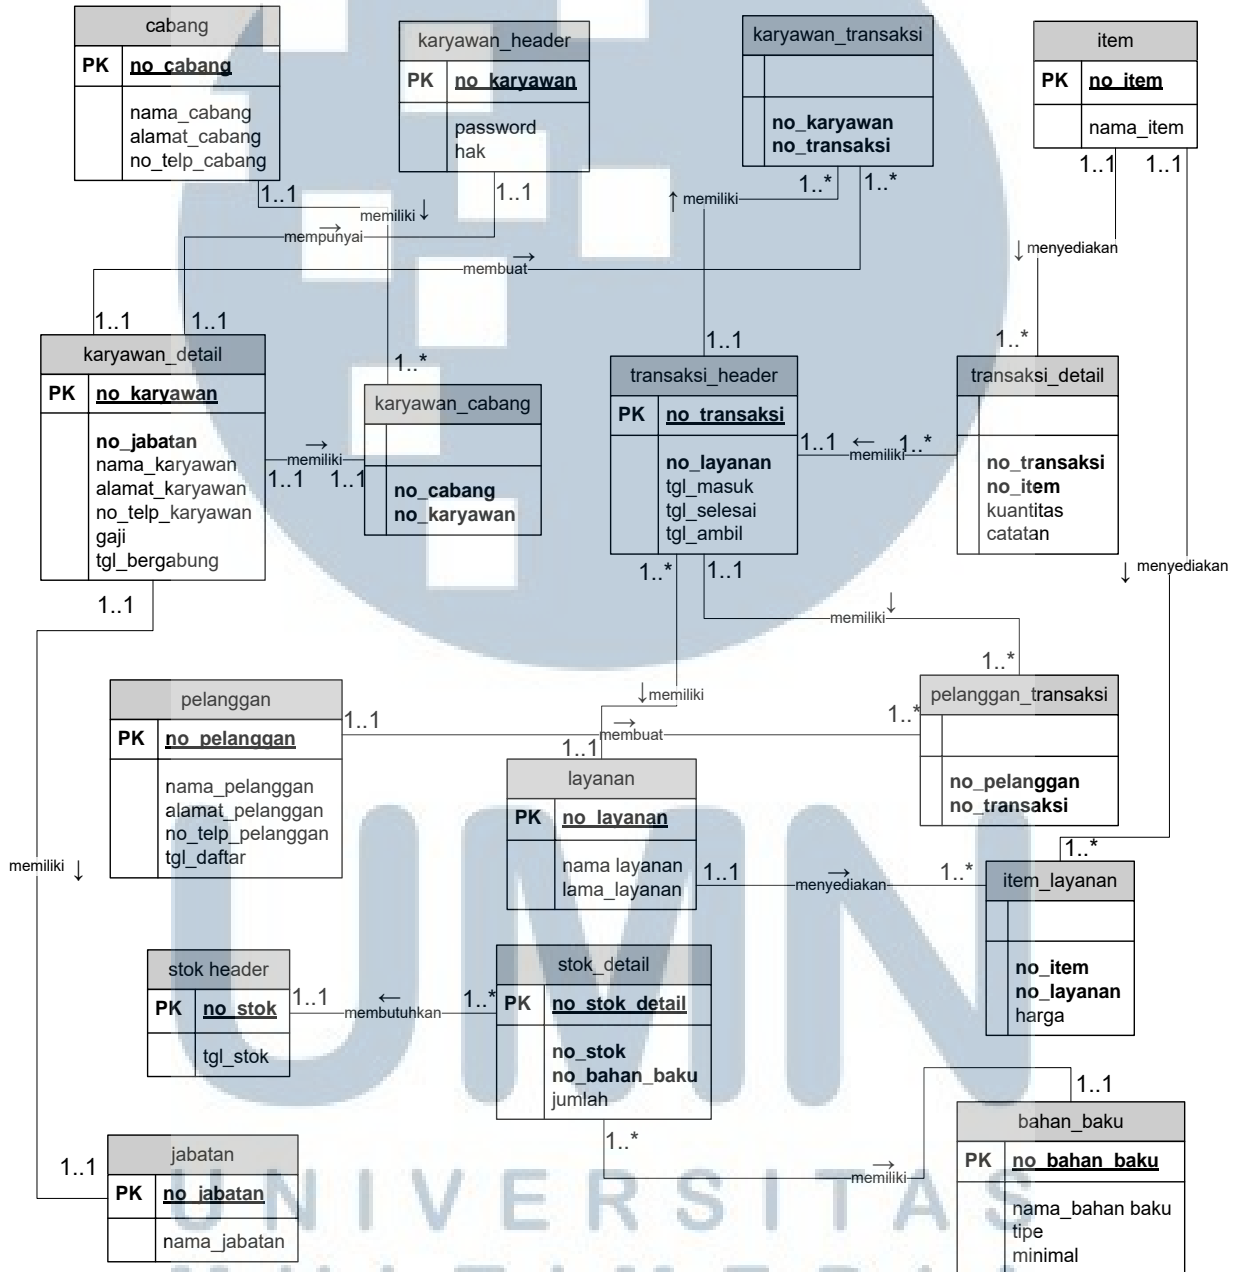 cabang
PK no_cabang
nama_cabang
alamat_cabang
no_telp_cabang
karyawan_header
PK no_karyawan
password
hak
karyawan_transaksi
no_karyawan
no_transaksi
item
PK no_item
nama_item
1..1
1..1
1..*
1..*
1..1
1..1
memiliki ↓
→
mempunyai
↑ memiliki
→
membuat
↓ menyediakan
1..1
1..1
1..*
1..1
1..*
karyawan_detail
PK no_karyawan
no_jabatan
nama_karyawan
alamat_karyawan
no_telp_karyawan
gaji
tgl_bergabung
→
memiliki
1..1
1..1
karyawan_cabang
no_cabang
no_karyawan
transaksi_header
PK no_transaksi
no_layanan
tgl_masuk
tgl_selesai
tgl_ambil
1..1
←
memiliki
1..*
transaksi_detail
no_transaksi
no_item
kuantitas
catatan
1..1
1..*
1..1
↓ menyediakan
memiliki ↓
1..*
↓ memiliki
pelanggan
PK no_pelanggan
nama_pelanggan
alamat_pelanggan
no_telp_pelanggan
tgl_daftar
1..1
→
membuat
1..*
1..1
pelanggan_transaksi
no_pelanggan
no_transaksi
layanan
PK no_layanan
nama layanan
lama_layanan
1..1
→
menyediakan
1..*
1..*
item_layanan
no_item
no_layanan
harga
memiliki ↓
stok header
PK no_stok
tgl_stok
1..1
←
membutuhkan
1..*
stok_detail
PK no_stok_detail
no_stok
no_bahan_baku
jumlah
1..*
→
memiliki
1..1
bahan_baku
PK no_bahan_baku
nama_bahan baku
tipe
minimal
1..1
jabatan
PK no_jabatan
nama_jabatan
UMN
UNIVERSITAS